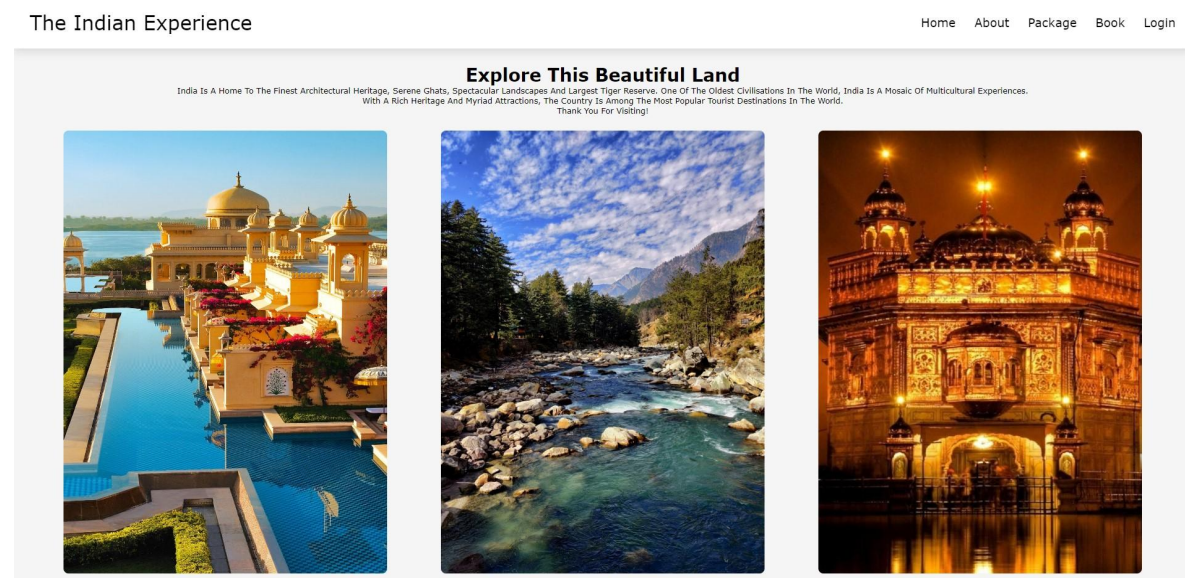 The Indian Experience
Home About Package Book Login
Explore This Beautiful Land
India Is A Home To The Finest Architectural Heritage, Serene Ghats, Spectacular Landscapes And Largest Tiger Reserve. One Of The Oldest Civilisations In The World, India Is A Mosaic Of Multicultural Experiences.
With A Rich Heritage And Myriad Attractions, The Country Is Among The Most Popular Tourist Destinations In The World.
Thank You For Visiting!